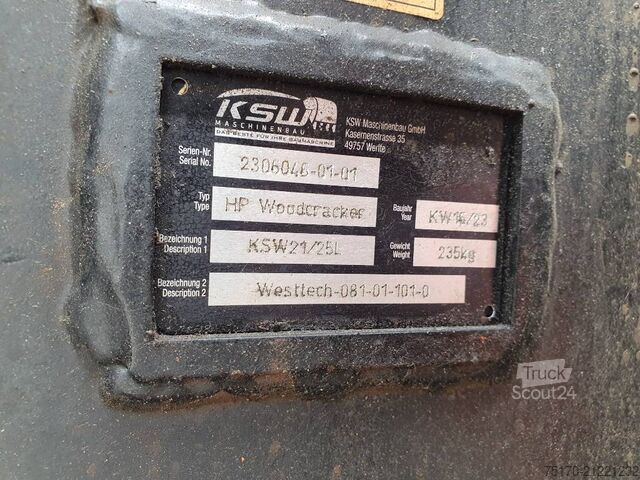 KSW
MASCHINENBAU
DAS BESTE FÜR IHRE BAUMASCHINE
KSW Maschinenbau GmbH
Kasernenstrasse 35
49757 Werlte
Serien-Nr.
Serial No.
2306046-01-01
Typ
Type
HP Woodcracker
Baujahr
Year
KW16/23
Bezeichnung 1
Description 1
KSW21/25L
Gewicht
Weight
235kg
Bezeichnung 2
Description 2
Westtech-081-01-101-0
Truck
Scout24
75170-21221232